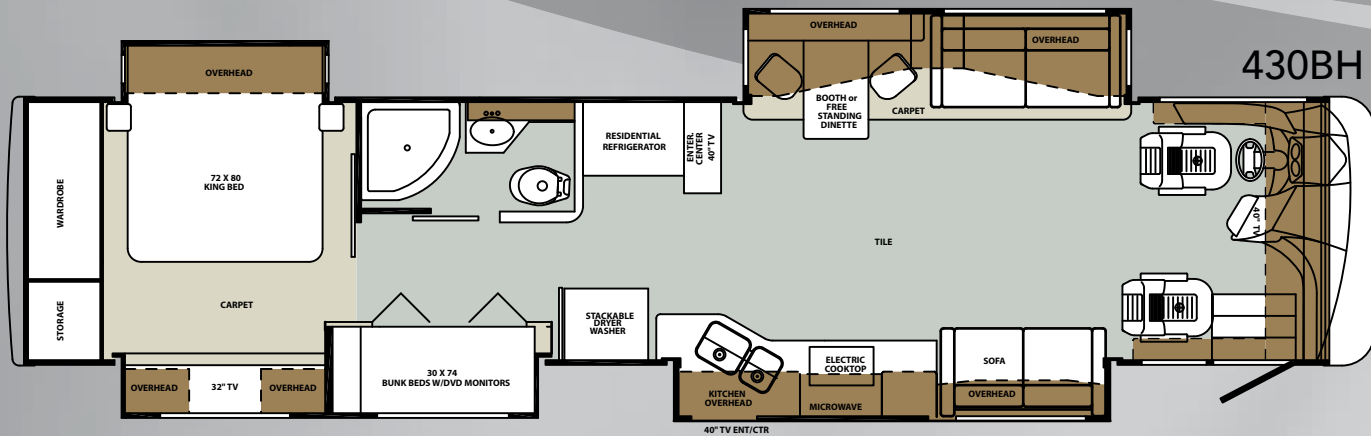 430BH
OVERHEAD
WARDROBE
STORAGE
72 X 80
KING BED
CARPET
OVERHEAD
32" TV
OVERHEAD
30 X 74
BUNK BEDS W/DVD MONITORS
STACKABLE
DRYER
WASHER
RESIDENTIAL
REFRIGERATOR
ENTER.
CENTER
40" TV
OVERHEAD
OVERHEAD
BOOTH or
FREE
STANDING
DINETTE
CARPET
TILE
40" TV
ELECTRIC
COOKTOP
KITCHEN
OVERHEAD
MICROWAVE
SOFA
OVERHEAD
40" TV ENT/CTR